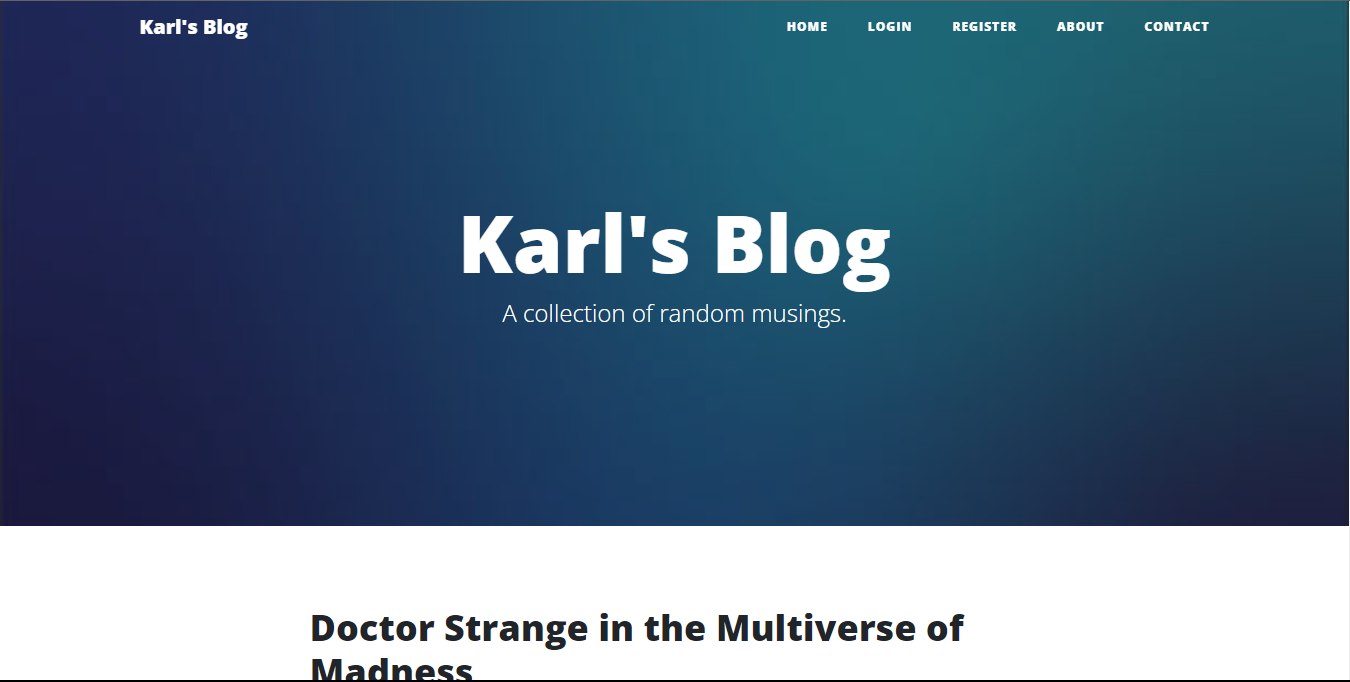 Karl's Blog
HOME LOGIN REGISTER ABOUT CONTACT
Karl's Blog
A collection of random musings.
Doctor Strange in the Multiverse of
Madness